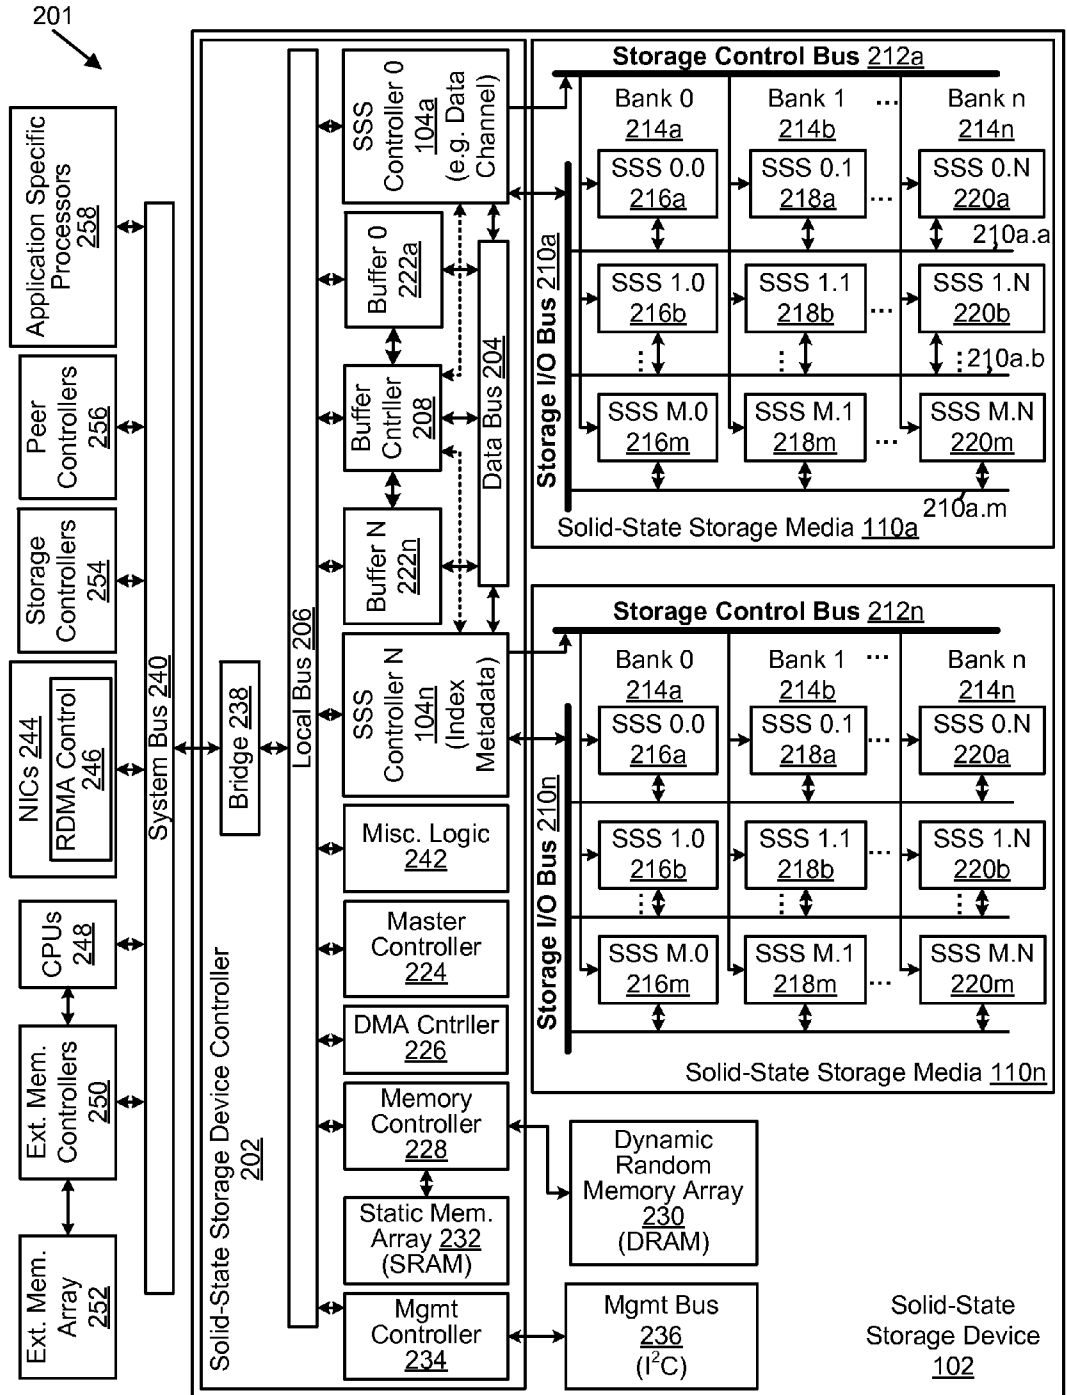 201
Application Specific
Processors
258
Peer
Controllers
256
Storage
Controllers
254
NICs 244
RDMA Control
246
CPUs
248
Ext. Mem.
Controllers
250
Ext. Mem.
Array
252
System Bus 240
Bridge 238
Solid-State Storage Device Controller
202
Local Bus 206
SSS
Controller 0
104a
(e.g. Data
Channel)
Buffer 0
222a
Buffer
Cntrller
208
Buffer N
222n
Data Bus 204
SSS
Controller N
104n
(Index
Metadata)
Misc. Logic
242
Master
Controller
224
DMA Cntrller
226
Memory
Controller
228
Static Mem.
Array 232
(SRAM)
Mgmt
Controller
234
Storage Control Bus 212a
Bank 0
214a
Bank 1
214b
...
Bank n
214n
Storage I/O Bus 210a
SSS 0.0
216a
SSS 0.1
218a
...
SSS 0.N
220a
210a.a
SSS 1.0
216b
SSS 1.1
218b
...
SSS 1.N
220b
210a.b
SSS M.0
216m
SSS M.1
218m
...
SSS M.N
220m
210a.m
Solid-State Storage Media 110a
Storage Control Bus 212n
Bank 0
214a
Bank 1
214b
...
Bank n
214n
Storage I/O Bus 210n
SSS 0.0
216a
SSS 0.1
218a
...
SSS 0.N
220a
SSS 1.0
216b
SSS 1.1
218b
...
SSS 1.N
220b
SSS M.0
216m
SSS M.1
218m
...
SSS M.N
220m
Solid-State Storage Media 110n
Dynamic
Random
Memory Array
230
(DRAM)
Mgmt Bus
236
(I²C)
Solid-State
Storage Device
102